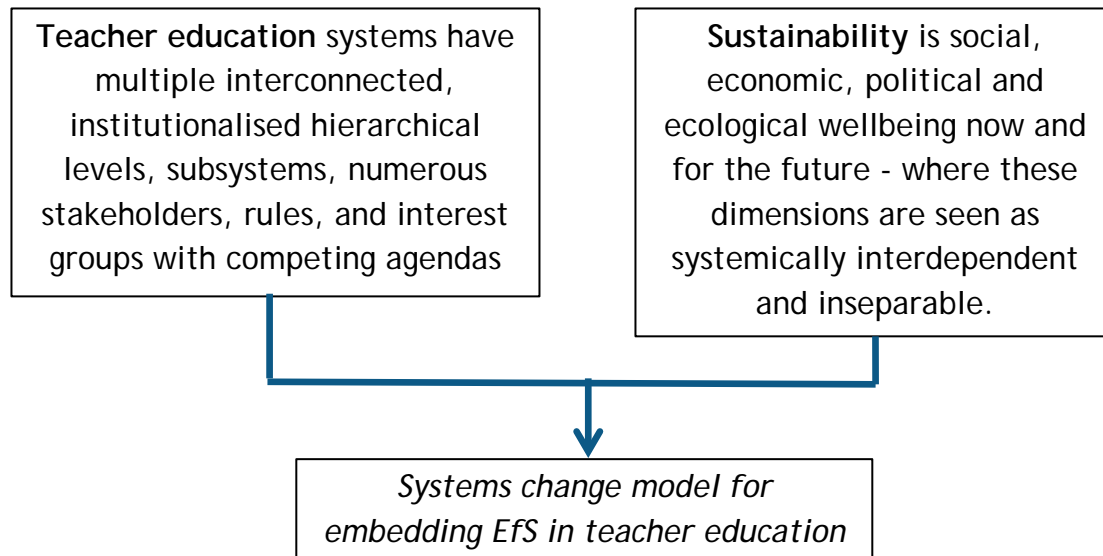 Teacher education systems have
multiple interconnected,
institutionalised hierarchical
levels, subsystems, numerous
stakeholders, rules, and interest
groups with competing agendas
Sustainability is social,
economic, political and
ecological wellbeing now and
for the future - where these
dimensions are seen as
systemically interdependent
and inseparable.
Systems change model for
embedding EfS in teacher education